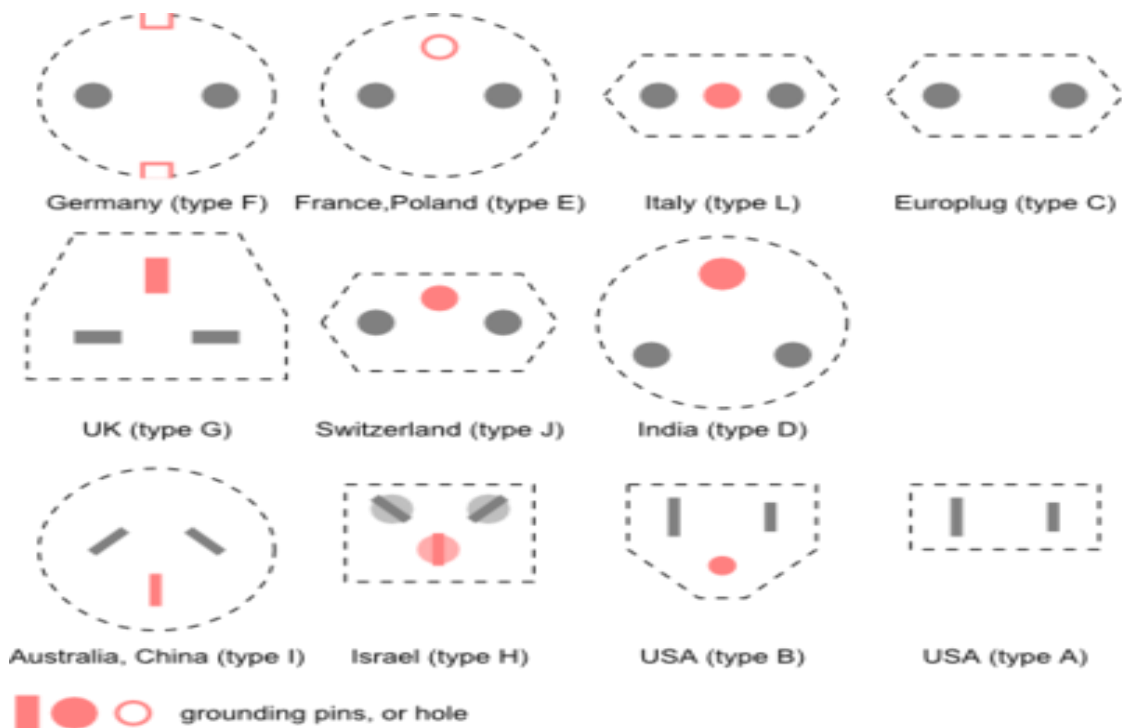 Germany (type F)
France,Poland (type E)
Italy (type L)
Europlug (type C)
UK (type G)
Switzerland (type J)
India (type D)
Australia, China (type I)
Israel (type H)
USA (type B)
USA (type A)
grounding pins, or hole